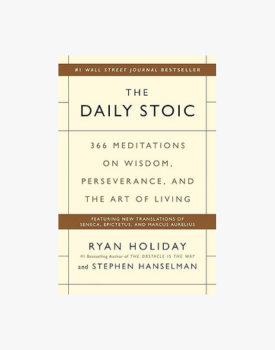 #1 WALL STREET JOURNAL BESTSELLER
THE
DAILY STOIC
366 MEDITATIONS
ON WISDOM,
PERSEVERANCE, AND
THE ART OF LIVING
FEATURING NEW TRANSLATIONS OF
SENECA, EPICTETUS, AND MARCUS AURELIUS
RYAN HOLIDAY
#1 Bestselling Author of THE OBSTACLE IS THE WAY
AND STEPHEN HANSELMAN